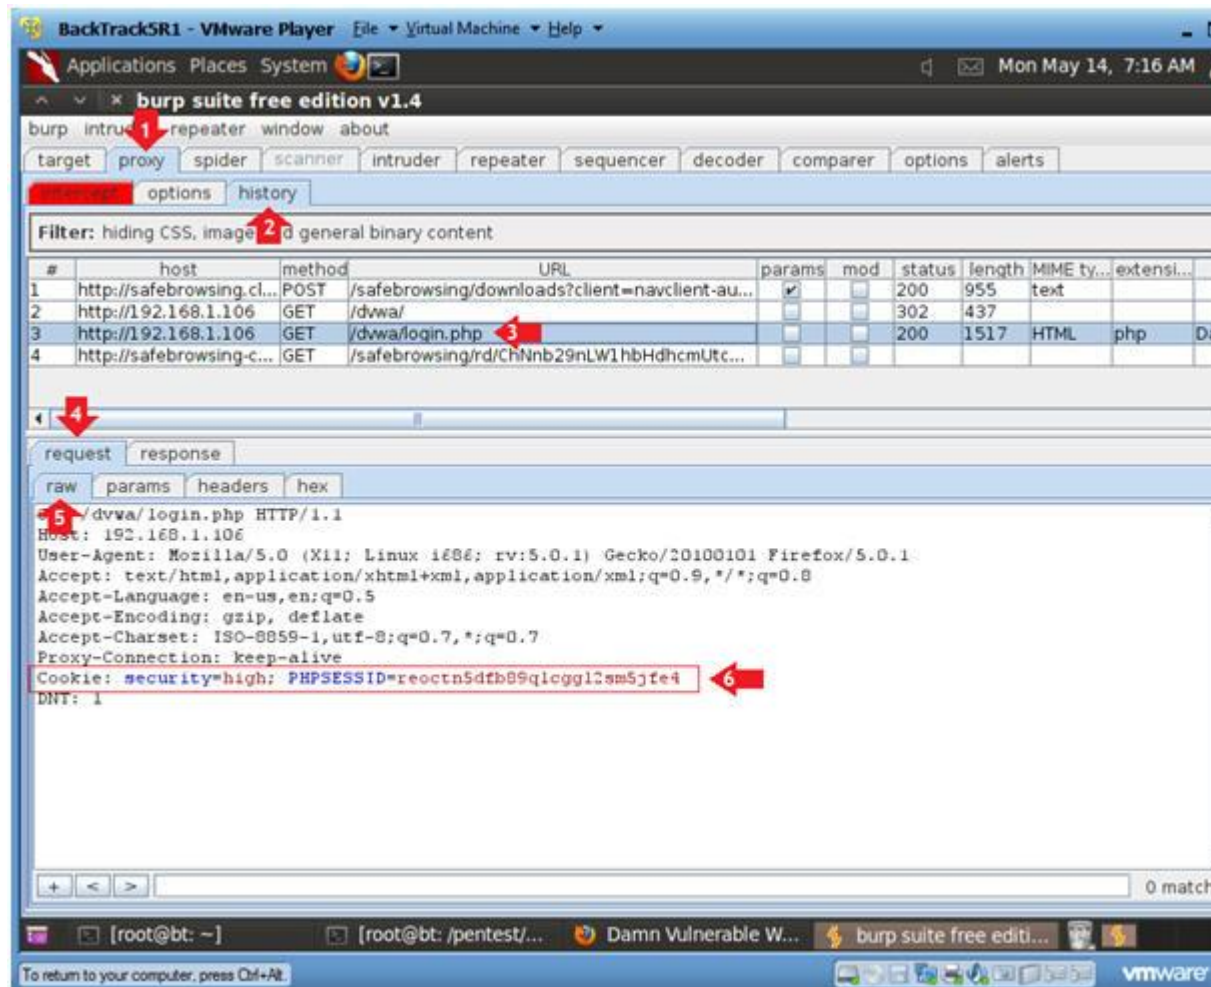 BackTrack5R1 - VMware Player File Virtual Machine Help
Applications Places System Mon May 14, 7:16 AM
burp suite free edition v1.4
burp intruder repeater window about
1
target proxy spider scanner intruder repeater sequencer decoder comparer options alerts
intercept options history
2
Filter: hiding CSS, image and general binary content
# host method URL params mod status length MIME ty... extensi...
1 http://safebrowsing.cl... POST /safebrowsing/downloads?client=navclient-au... 200 955 text
2 http://192.168.1.106 GET /dvwa/ 302 437
3 http://192.168.1.106 GET /dvwa/login.php 3 200 1517 HTML php Da
4 http://safebrowsing-c... GET /safebrowsing/rd/ChNnb29nLW1hbHdhcmUtc...
4
request response
raw params headers hex
5
/dvwa/login.php HTTP/1.1
Host: 192.168.1.106
User-Agent: Mozilla/5.0 (X11; Linux i686; rv:5.0.1) Gecko/20100101 Firefox/5.0.1
Accept: text/html,application/xhtml+xml,application/xml;q=0.9,*/*;q=0.8
Accept-Language: en-us,en;q=0.5
Accept-Encoding: gzip, deflate
Accept-Charset: ISO-8859-1,utf-8;q=0.7,*;q=0.7
Proxy-Connection: keep-alive
Cookie: security=high; PHPSESSID=reoctn5dfb89qlcggl2sm5jfe4 6
DNT: 1
+ < > 0 match
[root@bt: ~] [root@bt: /pentest/... Damn Vulnerable W... burp suite free editi...
To return to your computer, press Ctrl+Alt. vmware